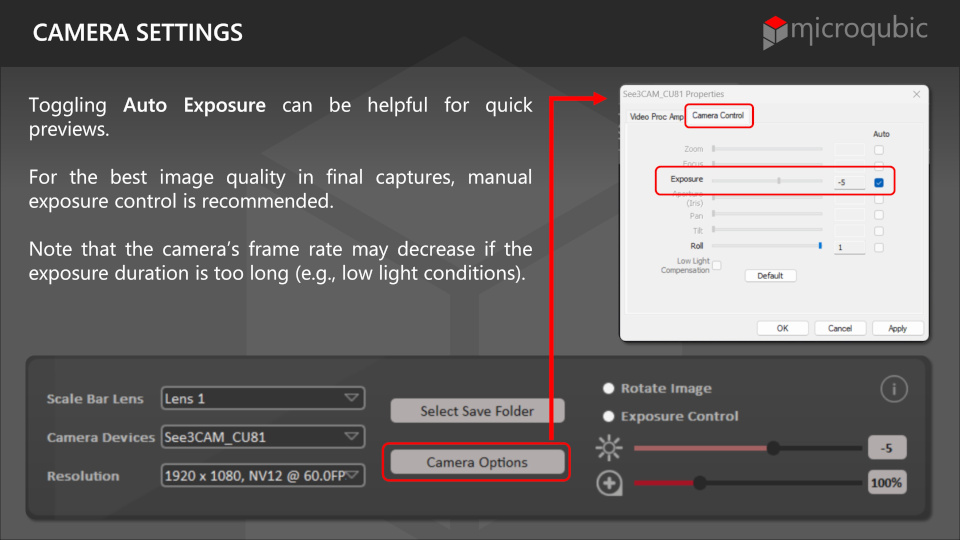 CAMERA SETTINGS
microqubic
Toggling Auto Exposure can be helpful for quick
previews.
For the best image quality in final captures, manual
exposure control is recommended.
Note that the camera's frame rate may decrease if the
exposure duration is too long (e.g., low light conditions).
See3CAM_CU81 Properties
Video Proc Amp Camera Control
Auto
Zoom
Focus
Exposure -5
Aperture
(Iris)
Pan
Tilt
Roll 1
Low Light
Compensation
Default
OK Cancel Apply
Scale Bar Lens Lens 1
Camera Devices See3CAM_CU81
Resolution 1920 x 1080, NV12 @ 60.0FP
Select Save Folder
Camera Options
Rotate Image
Exposure Control
-5
100%